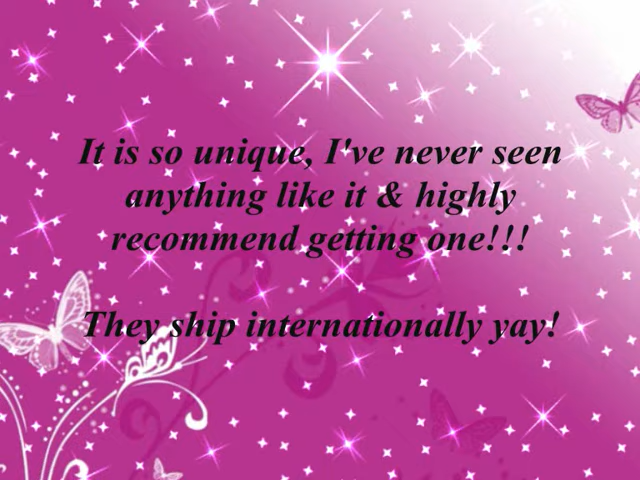 It is so unique, I've never seen
anything like it & highly
recommend getting one!!!
They ship internationally yay!